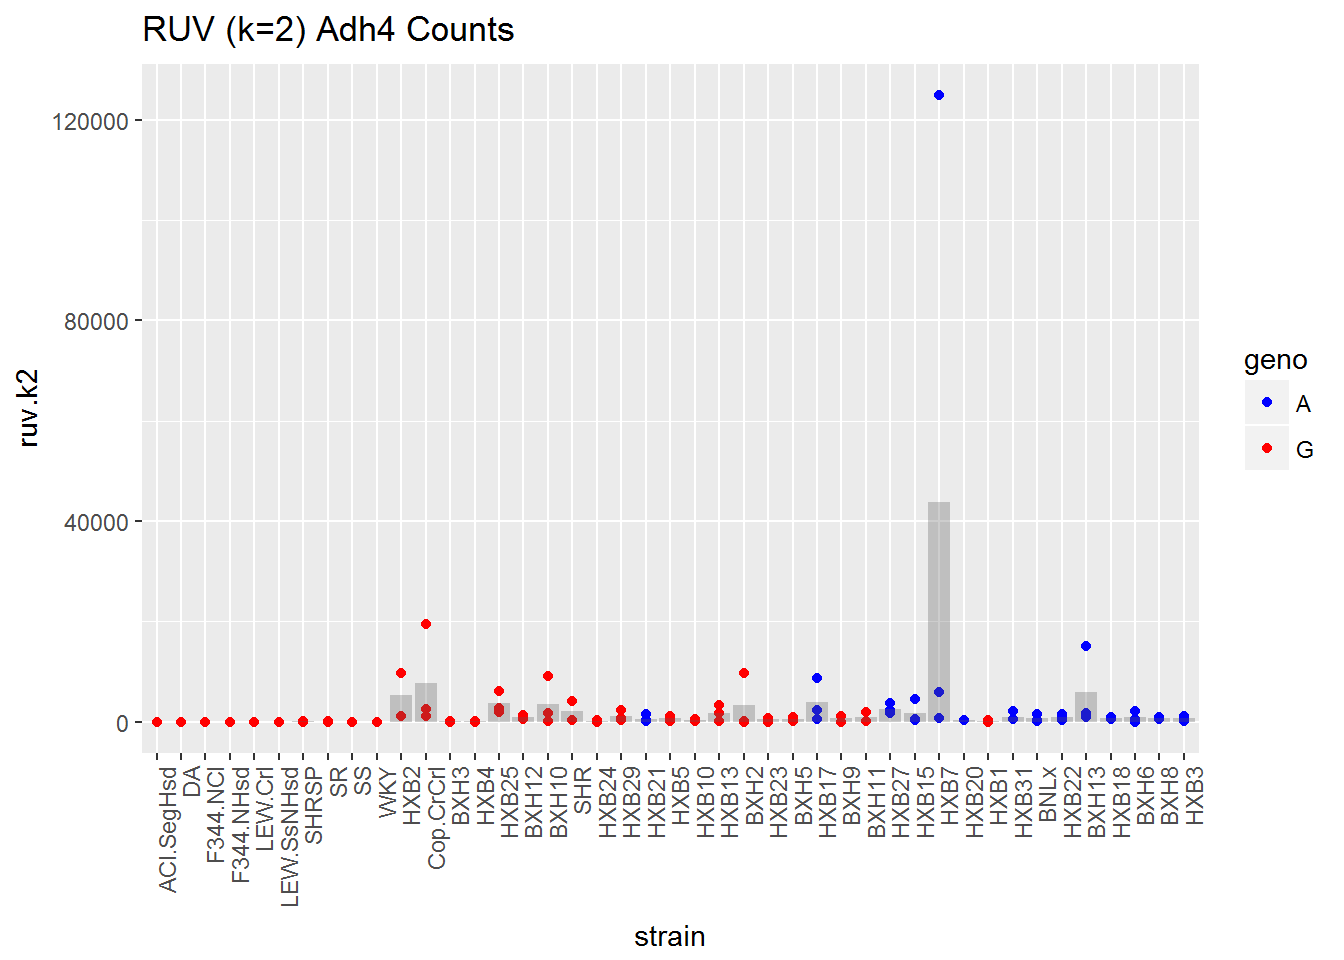 RUV (k=2) Adh4 Counts
120000
80000
40000
0
ruv.k2
ACI.SegHsd
DA
F344.NCI
F344.NHsd
LEW.Crl
LEW.SsNHsd
SHRSP
SR
SS
WKY
HXB2
Cop.CrCrl
BXH3
HXB4
HXB25
BXH12
BXH10
SHR
HXB24
HXB29
HXB21
HXB5
HXB10
HXB13
BXH2
HXB23
BXH5
HXB17
BXH9
BXH11
HXB27
HXB15
HXB7
HXB20
HXB1
HXB31
BNLx
HXB22
BXH13
HXB18
BXH6
BXH8
HXB3
strain
geno
A
G